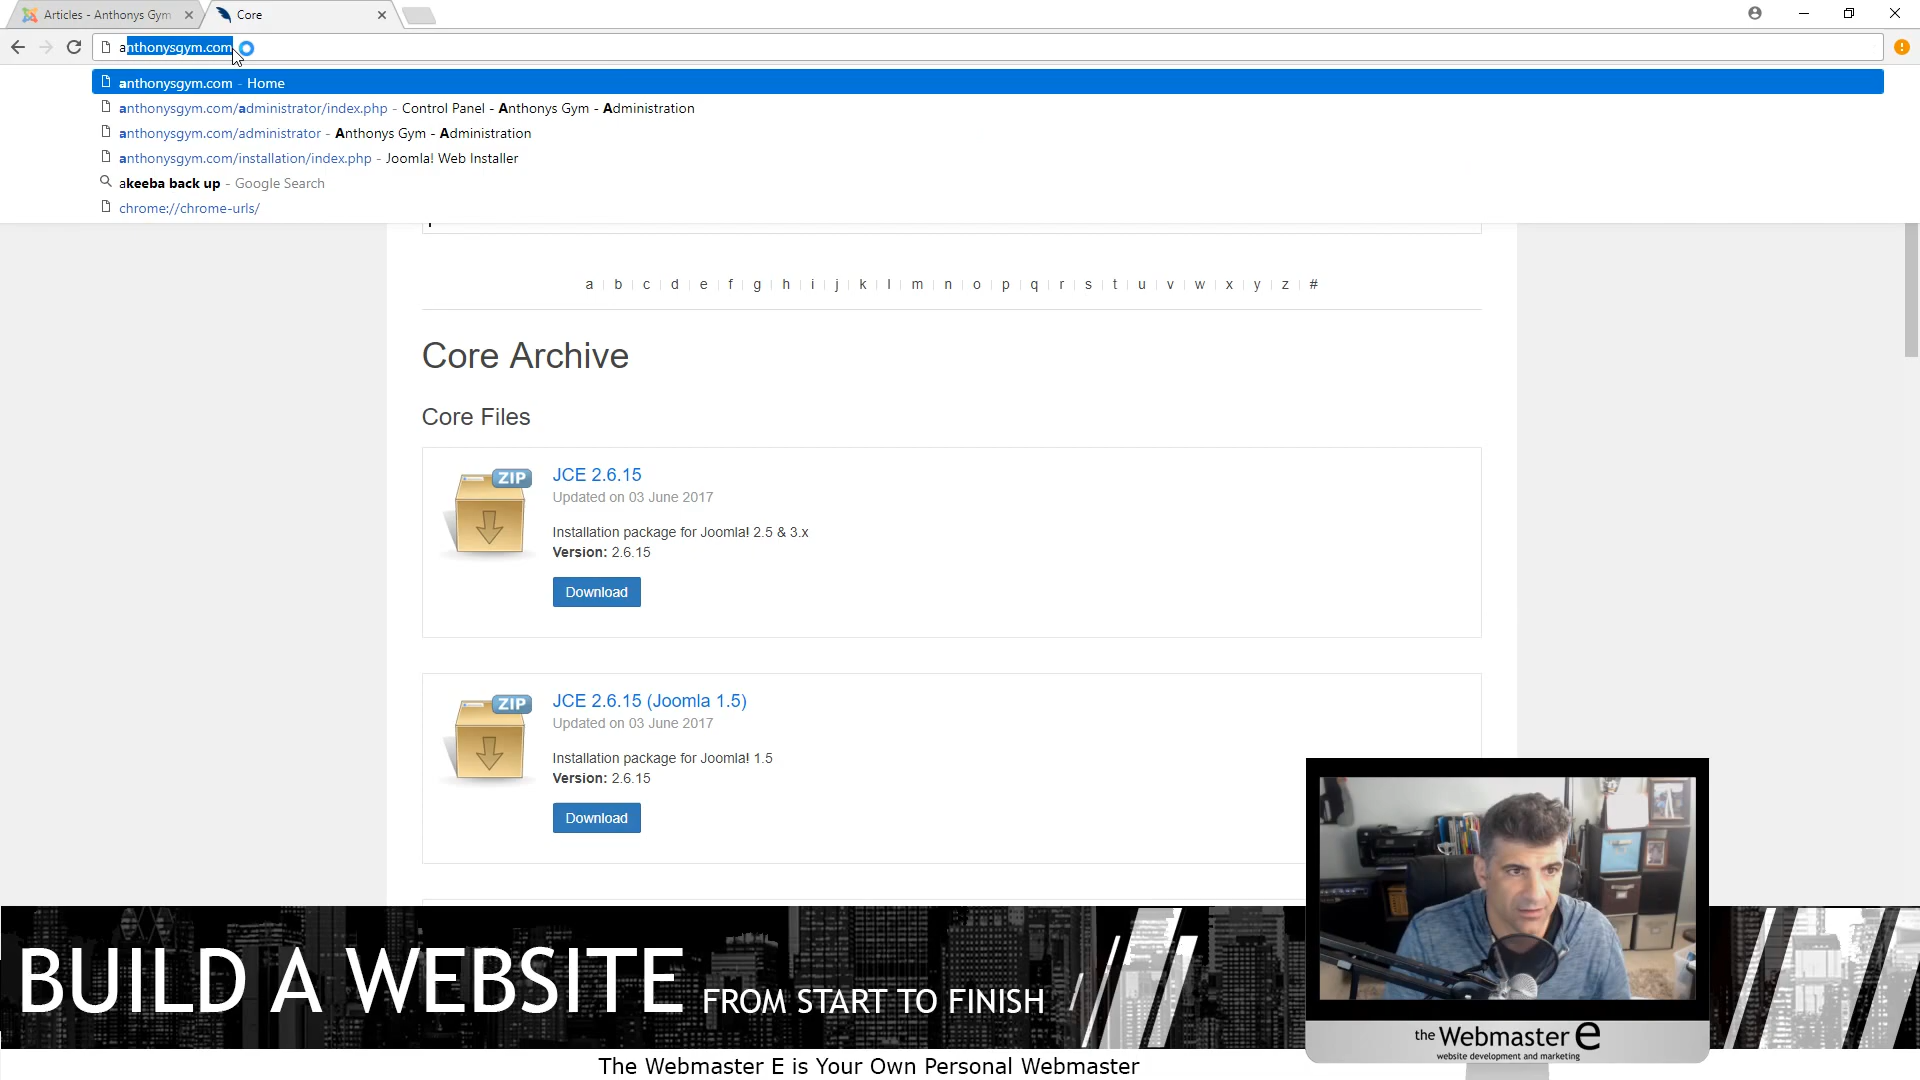 Articles - Anthonys Gym
Core
anthonysgym.com
anthonysgym.com - Home
anthonysgym.com/administrator/index.php - Control Panel - Anthonys Gym - Administration
anthonysgym.com/administrator - Anthonys Gym - Administration
anthonysgym.com/installation/index.php - Joomla! Web Installer
akeeba back up - Google Search
chrome://chrome-urls/
a b c d e f g h i j k l m n o p q r s t u v w x y z #
Core Archive
Core Files
ZIP
JCE 2.6.15
Updated on 03 June 2017
Installation package for Joomla! 2.5 & 3.x
Version: 2.6.15
Download
ZIP
JCE 2.6.15 (Joomla 1.5)
Updated on 03 June 2017
Installation package for Joomla! 1.5
Version: 2.6.15
Download
BUILD A WEBSITE FROM START TO FINISH
the Webmaster e
website development and marketing
The Webmaster E is Your Own Personal Webmaster